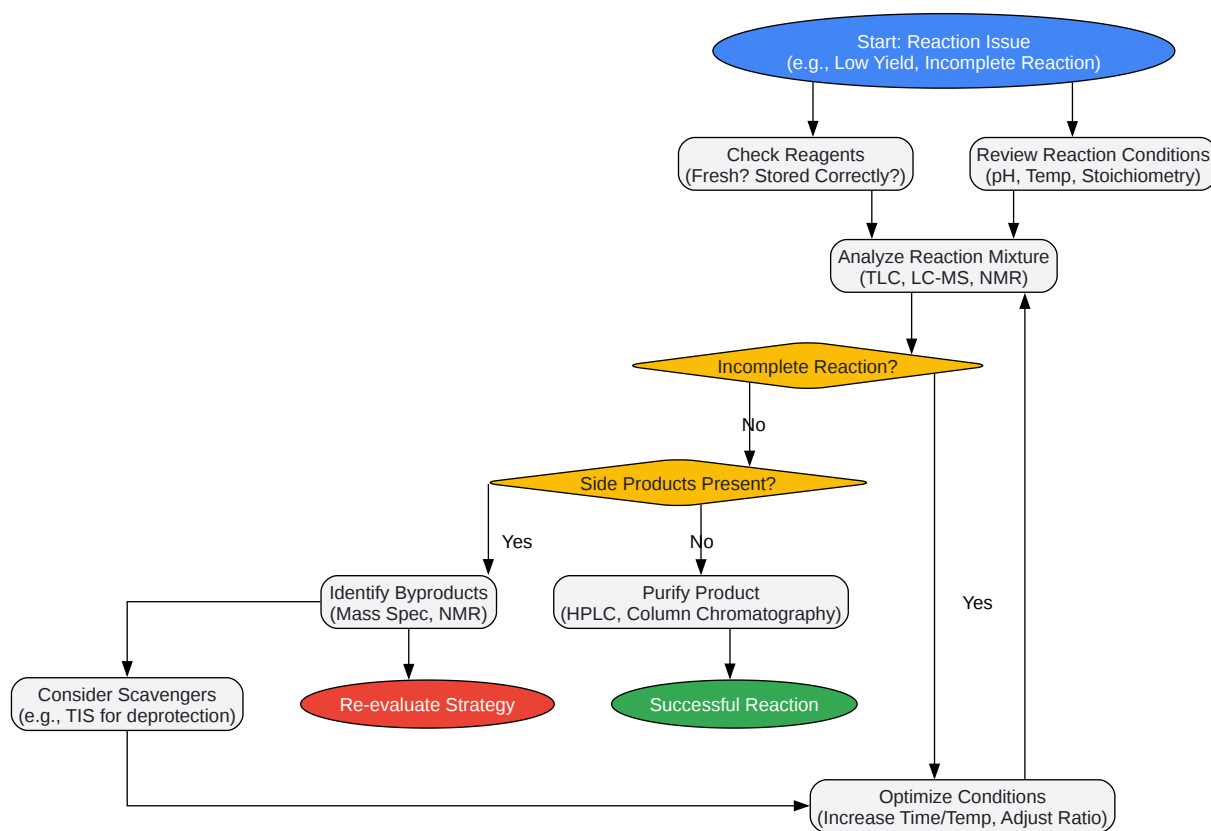 Start: Reaction Issue
(e.g., Low Yield, Incomplete Reaction)
Check Reagents
(Fresh? Stored Correctly?)
Review Reaction Conditions
(pH, Temp, Stoichiometry)
Analyze Reaction Mixture
(TLC, LC-MS, NMR)
Incomplete Reaction?
No
Side Products Present?
Yes
No
Identify Byproducts
(Mass Spec, NMR)
Purify Product
(HPLC, Column Chromatography)
Yes
Consider Scavengers
(e.g., TIS for deprotection)
Re-evaluate Strategy
Successful Reaction
Optimize Conditions
(Increase Time/Temp, Adjust Ratio)